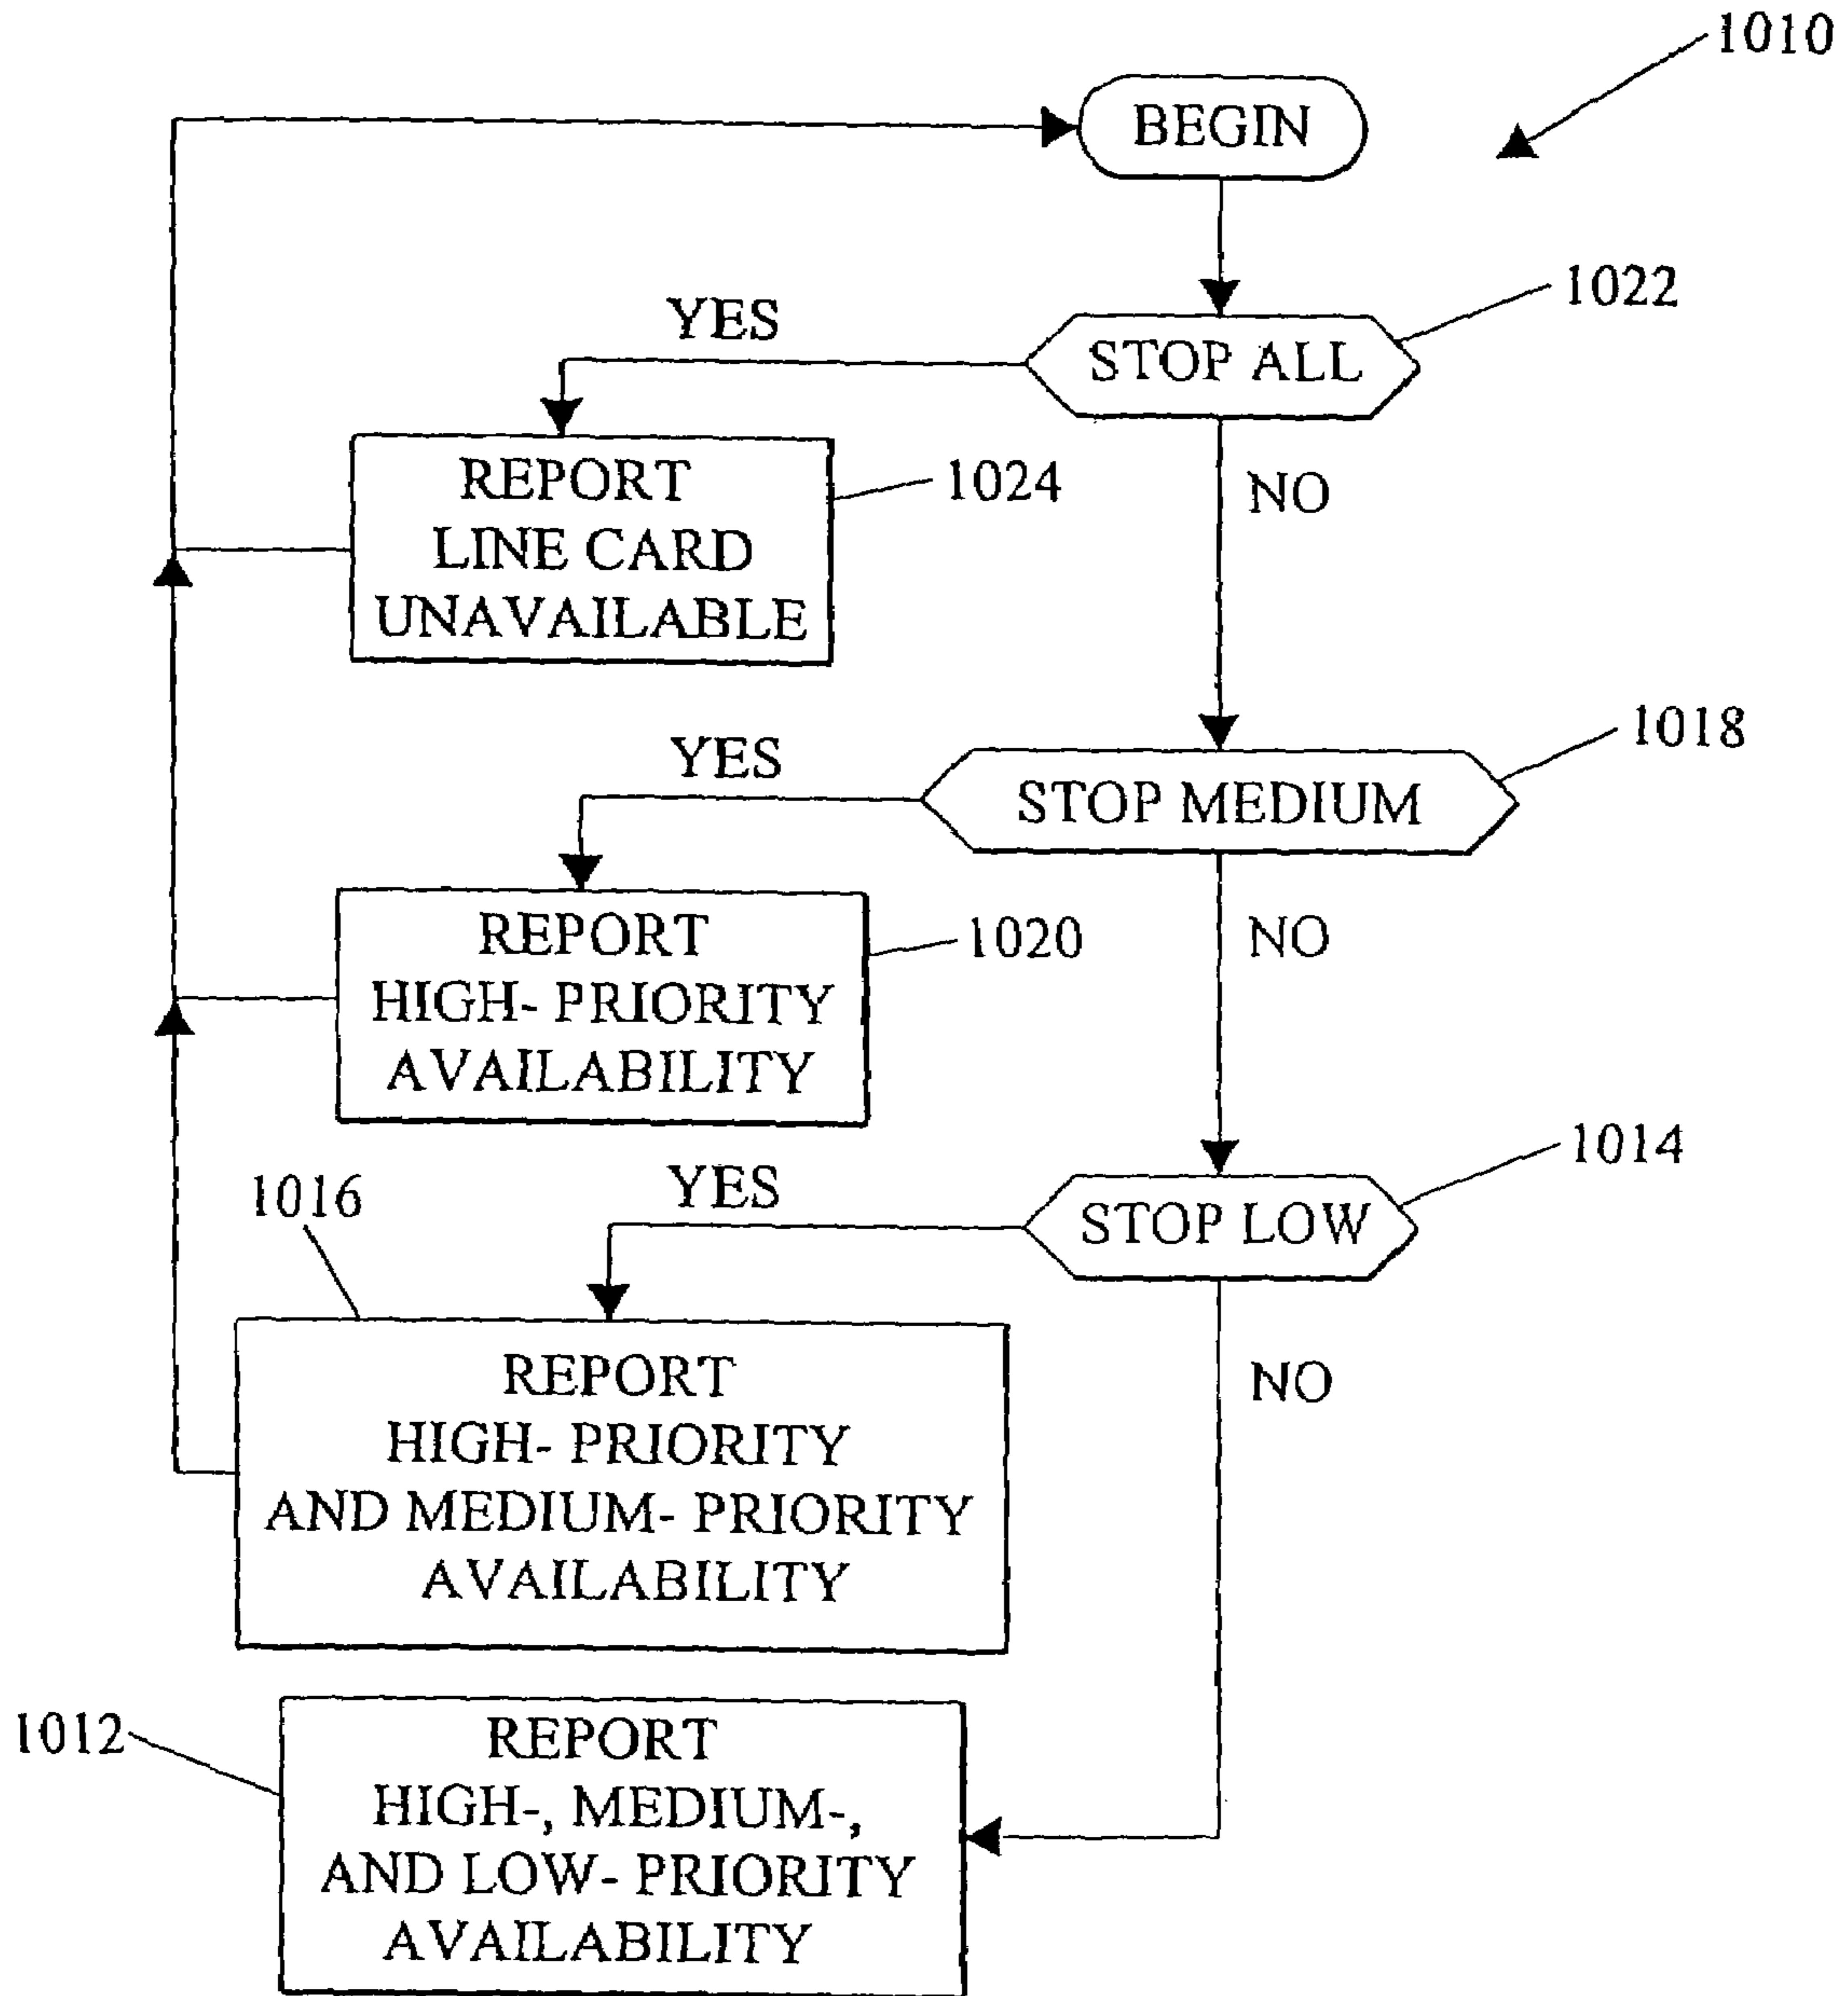 1010
BEGIN
1022
YES
STOP ALL
REPORT
LINE CARD
UNAVAILABLE
1024
NO
1018
YES
STOP MEDIUM
REPORT
HIGH- PRIORITY
AVAILABILITY
1020
NO
1014
YES
STOP LOW
1016
REPORT
HIGH- PRIORITY
AND MEDIUM- PRIORITY
AVAILABILITY
NO
1012
REPORT
HIGH-, MEDIUM-,
AND LOW- PRIORITY
AVAILABILITY